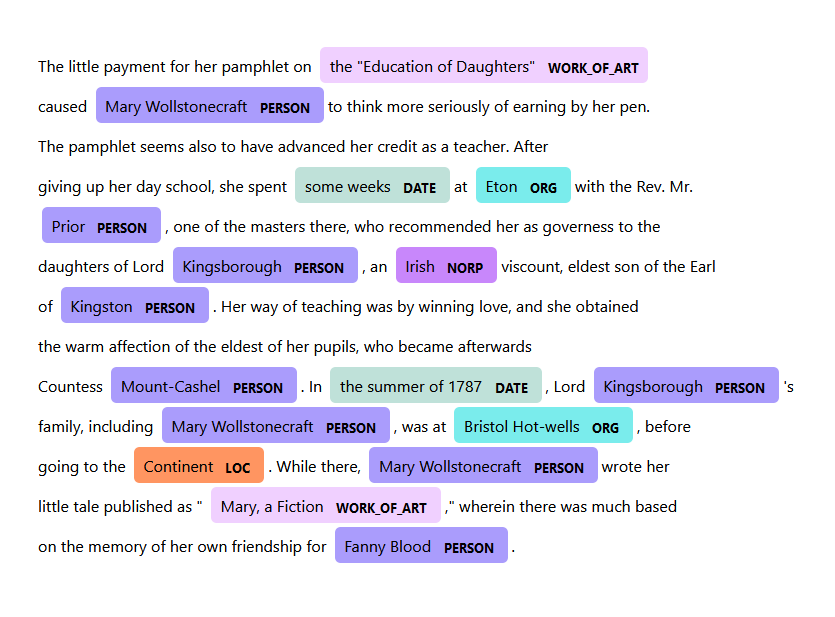 The little payment for her pamphlet on the "Education of Daughters" WORK_OF_ART
caused Mary Wollstonecraft PERSON to think more seriously of earning by her pen.
The pamphlet seems also to have advanced her credit as a teacher. After
giving up her day school, she spent some weeks DATE at Eton ORG with the Rev. Mr.
Prior PERSON , one of the masters there, who recommended her as governess to the
daughters of Lord Kingsborough PERSON , an Irish NORP viscount, eldest son of the Earl
of Kingston PERSON . Her way of teaching was by winning love, and she obtained
the warm affection of the eldest of her pupils, who became afterwards
Countess Mount-Cashel PERSON . In the summer of 1787 DATE , Lord Kingsborough PERSON 's
family, including Mary Wollstonecraft PERSON , was at Bristol Hot-wells ORG , before
going to the Continent LOC . While there, Mary Wollstonecraft PERSON wrote her
little tale published as " Mary, a Fiction WORK_OF_ART ," wherein there was much based
on the memory of her own friendship for Fanny Blood PERSON .